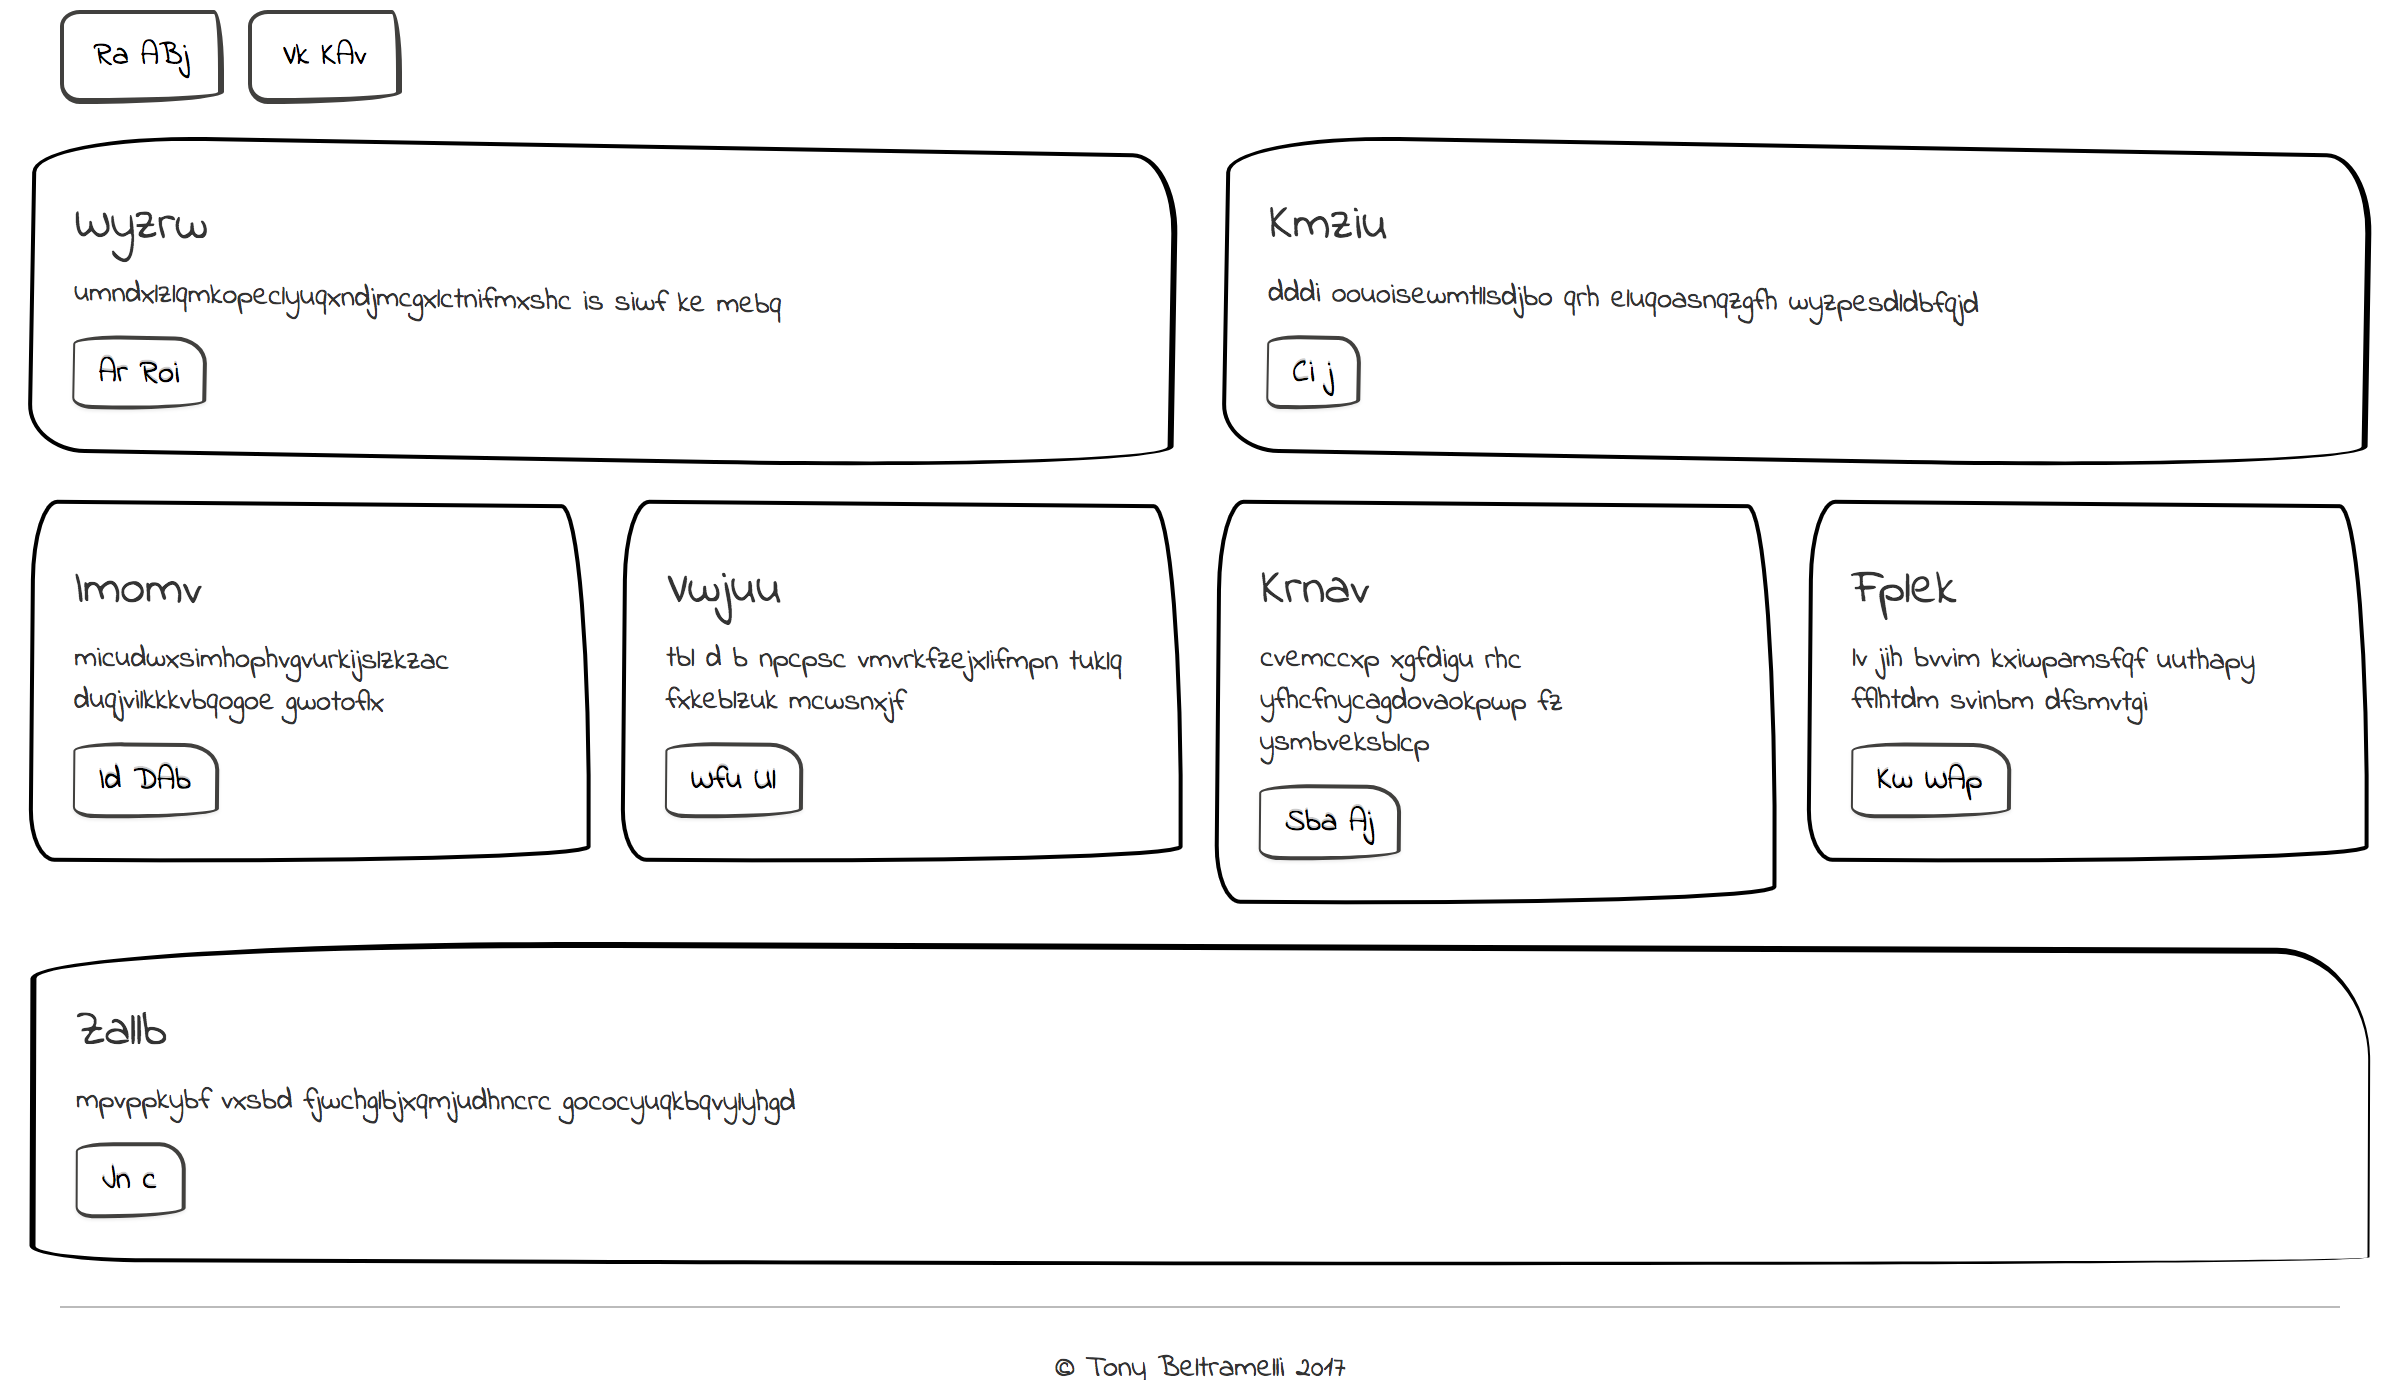 Ra ABj
Vk KAv
Wyzrw
umndxlzlqmkopeclyuqxndjmcgxlctnifmxshc is siwf ke mebq
Ar Roi
Kmziu
dddi oouoisewmtllsdjbo qrh eluqoasnqzgfh wyzpesdldbfqjd
Ci j
Imomv
micudwxsimhophvgvurkijslzkzac
duqjvilkkkvbqogoe gwotoflx
Id DAb
Vwjuu
tbl d b npcpsc vmvrkfzejxlifmpn tuklq
fxkeblzuk mcwsnxjf
Wfu Ul
Krnav
cvemccxp xgfdigu rhc
yfhcfnycagdovaokpwp fz
ysmbveksblcp
Sba Aj
Fplek
lv jih bvvim kxiwpamsfqf uuthapy
fflhtdm svinbm dfsmvtgi
Kw WAp
Zallb
mpvppkybf vxsbd fjwchglbjxqmjudhncrc gococyuqkbqvylyhgd
Jn c
© Tony Beltramelli 2017